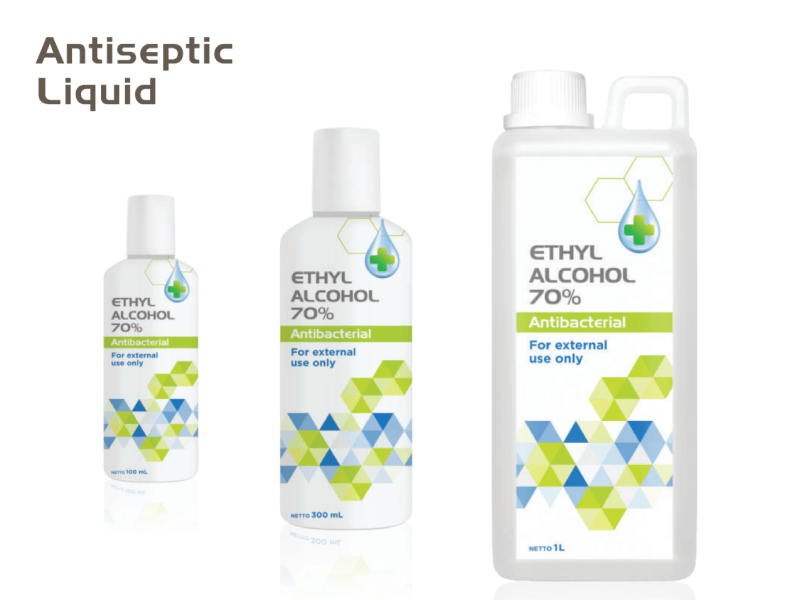 Antiseptic
Liquid
ETHYL
ALCOHOL
70%
Antibacterial
For external
use only
NETTO 100 mL
ETHYL
ALCOHOL
70%
Antibacterial
For external
use only
NETTO 300 mL
ETHYL
ALCOHOL
70%
Antibacterial
For external
use only
NETTO 1L